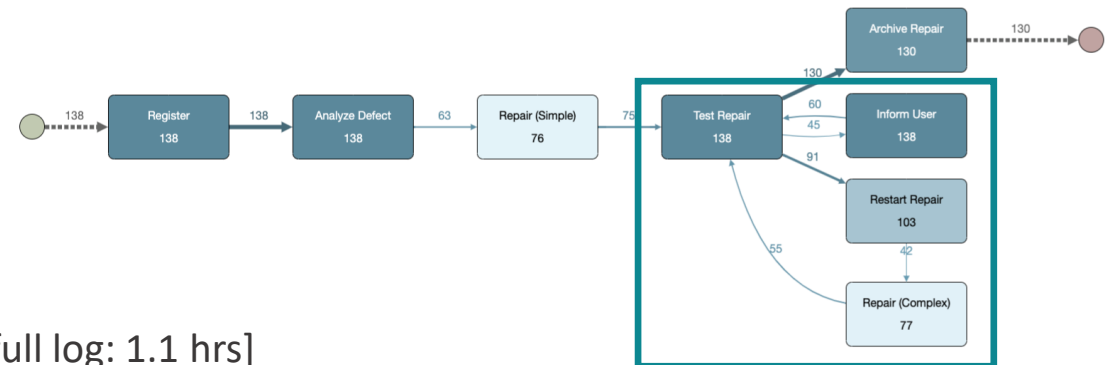 Archive Repair
130
130
130
138
Register
138
138
Analyze Defect
138
63
Repair (Simple)
76
75
Test Repair
138
60
45
Inform User
138
91
Restart Repair
103
42
55
Repair (Complex)
77
full log: 1.1 hrs]